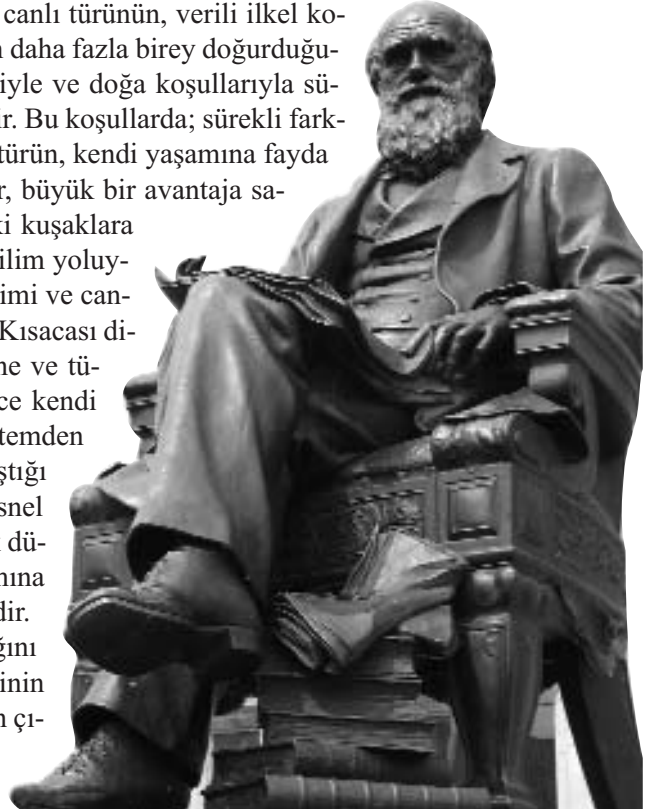 canlı türünün, verili ilkel ko-
n daha fazla birey doğurduğu-
iyle ve doğa koşullarıyla sü-
ir. Bu koşullarda; sürekli fark-
türün, kendi yaşamına fayda
r, büyük bir avantaja sa-
ki kuşaklara
ilim yoluy-
imi ve can-
Kısacası di-
ne ve tü-
ce kendi
temden
ştığı
snel
k dü-
mına
dir.
ğını
inin
n çı-